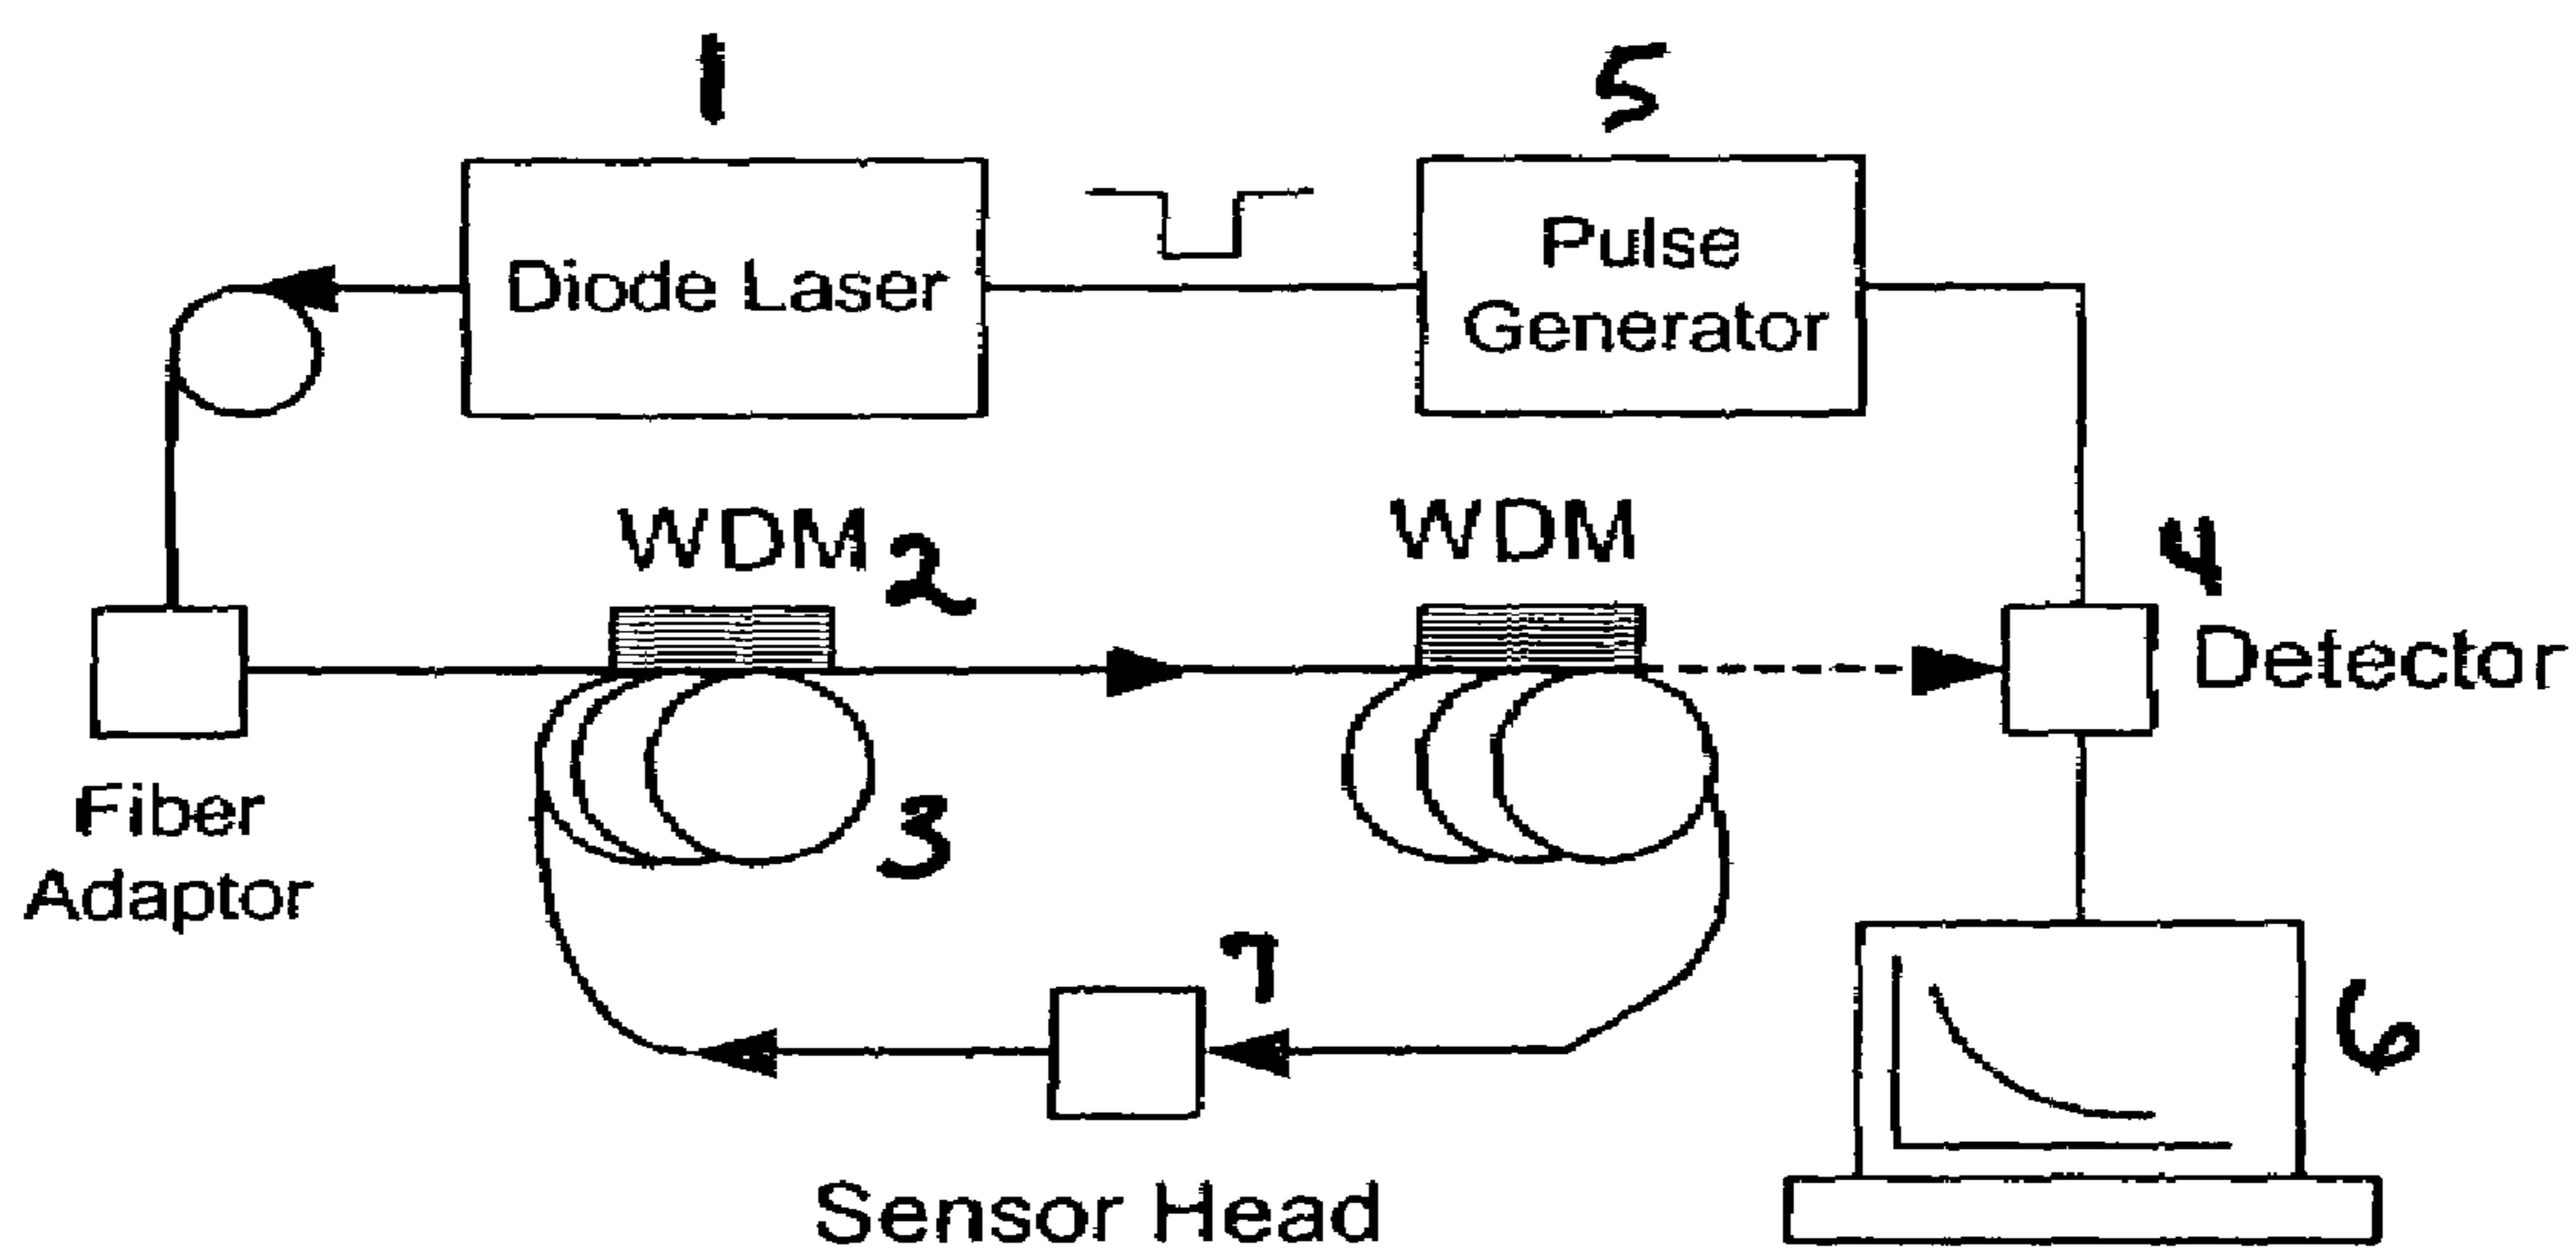 1
5
Diode Laser
Pulse
Generator
WDM
2
WDM
4
Detector
Fiber
Adaptor
3
7
6
Sensor Head